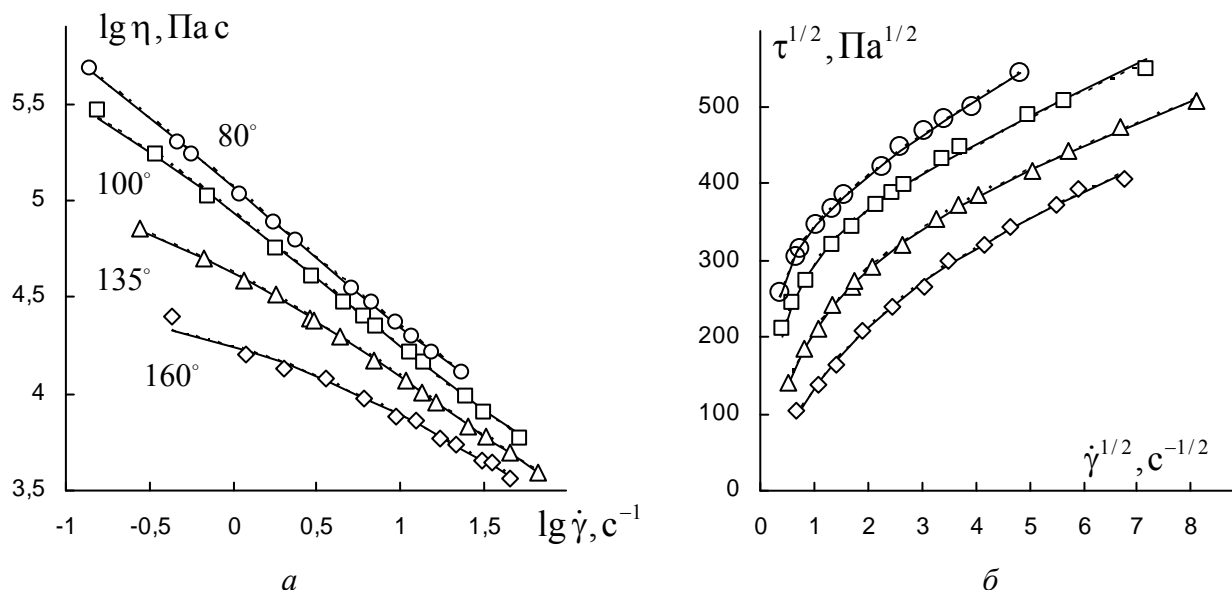 lg η, Па с
5,5
5
4,5
4
3,5
80°
100°
135°
160°
-1 -0,5 0 0,5 1 1,5
lg γ̇, с⁻¹
а
τ^{1/2}, Па^{1/2}
500
400
300
200
100
0
γ̇^{1/2}, с^{-1/2}
0 1 2 3 4 5 6 7 8
б